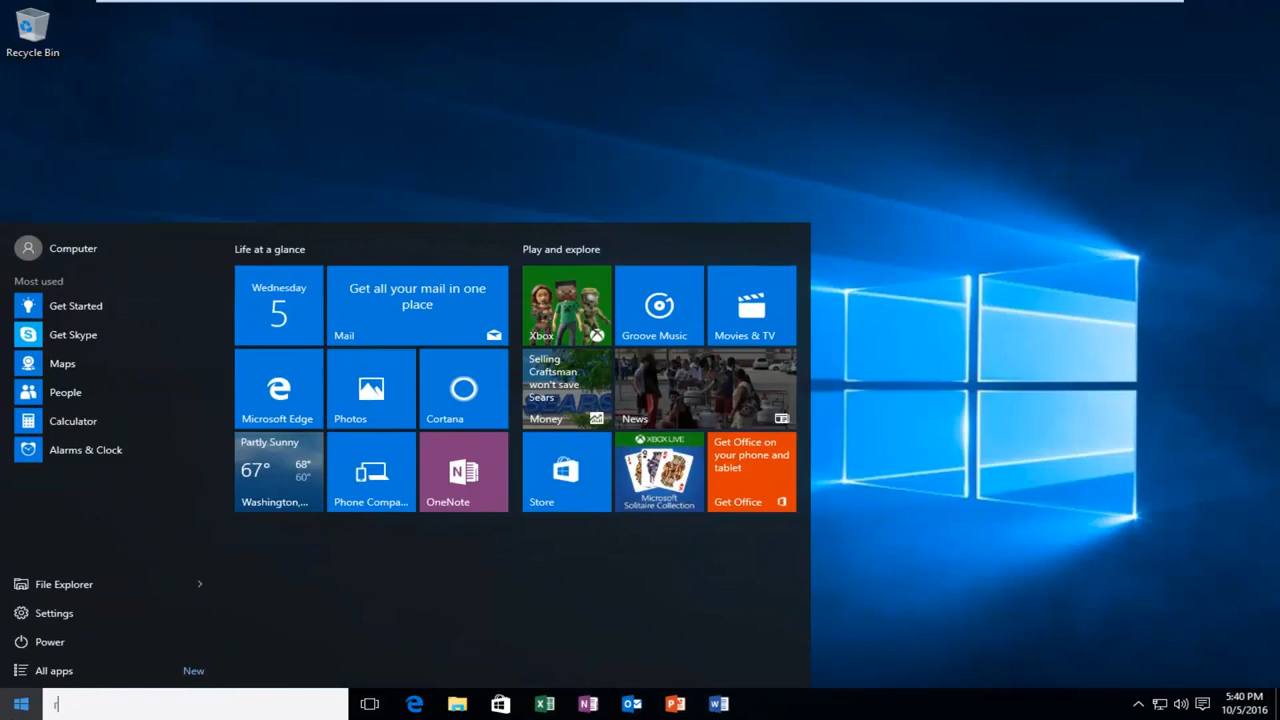 Recycle Bin
Computer
Most used
Get Started
Get Skype
Maps
People
Calculator
Alarms & Clock
File Explorer
Settings
Power
All apps New
Life at a glance
Wednesday
5
Get all your mail in one
place
Mail
Microsoft Edge
Photos
Cortana
Partly Sunny
67° 68°
60°
Washington,...
Phone Compa...
OneNote
Play and explore
Xbox
Groove Music
Movies & TV
Selling
Craftsman
won't save
Sears
SEARS
Money
News
Store
XBOX LIVE
Microsoft
Solitaire Collection
Get Office on
your phone and
tablet
Get Office
r
5:40 PM
10/5/2016